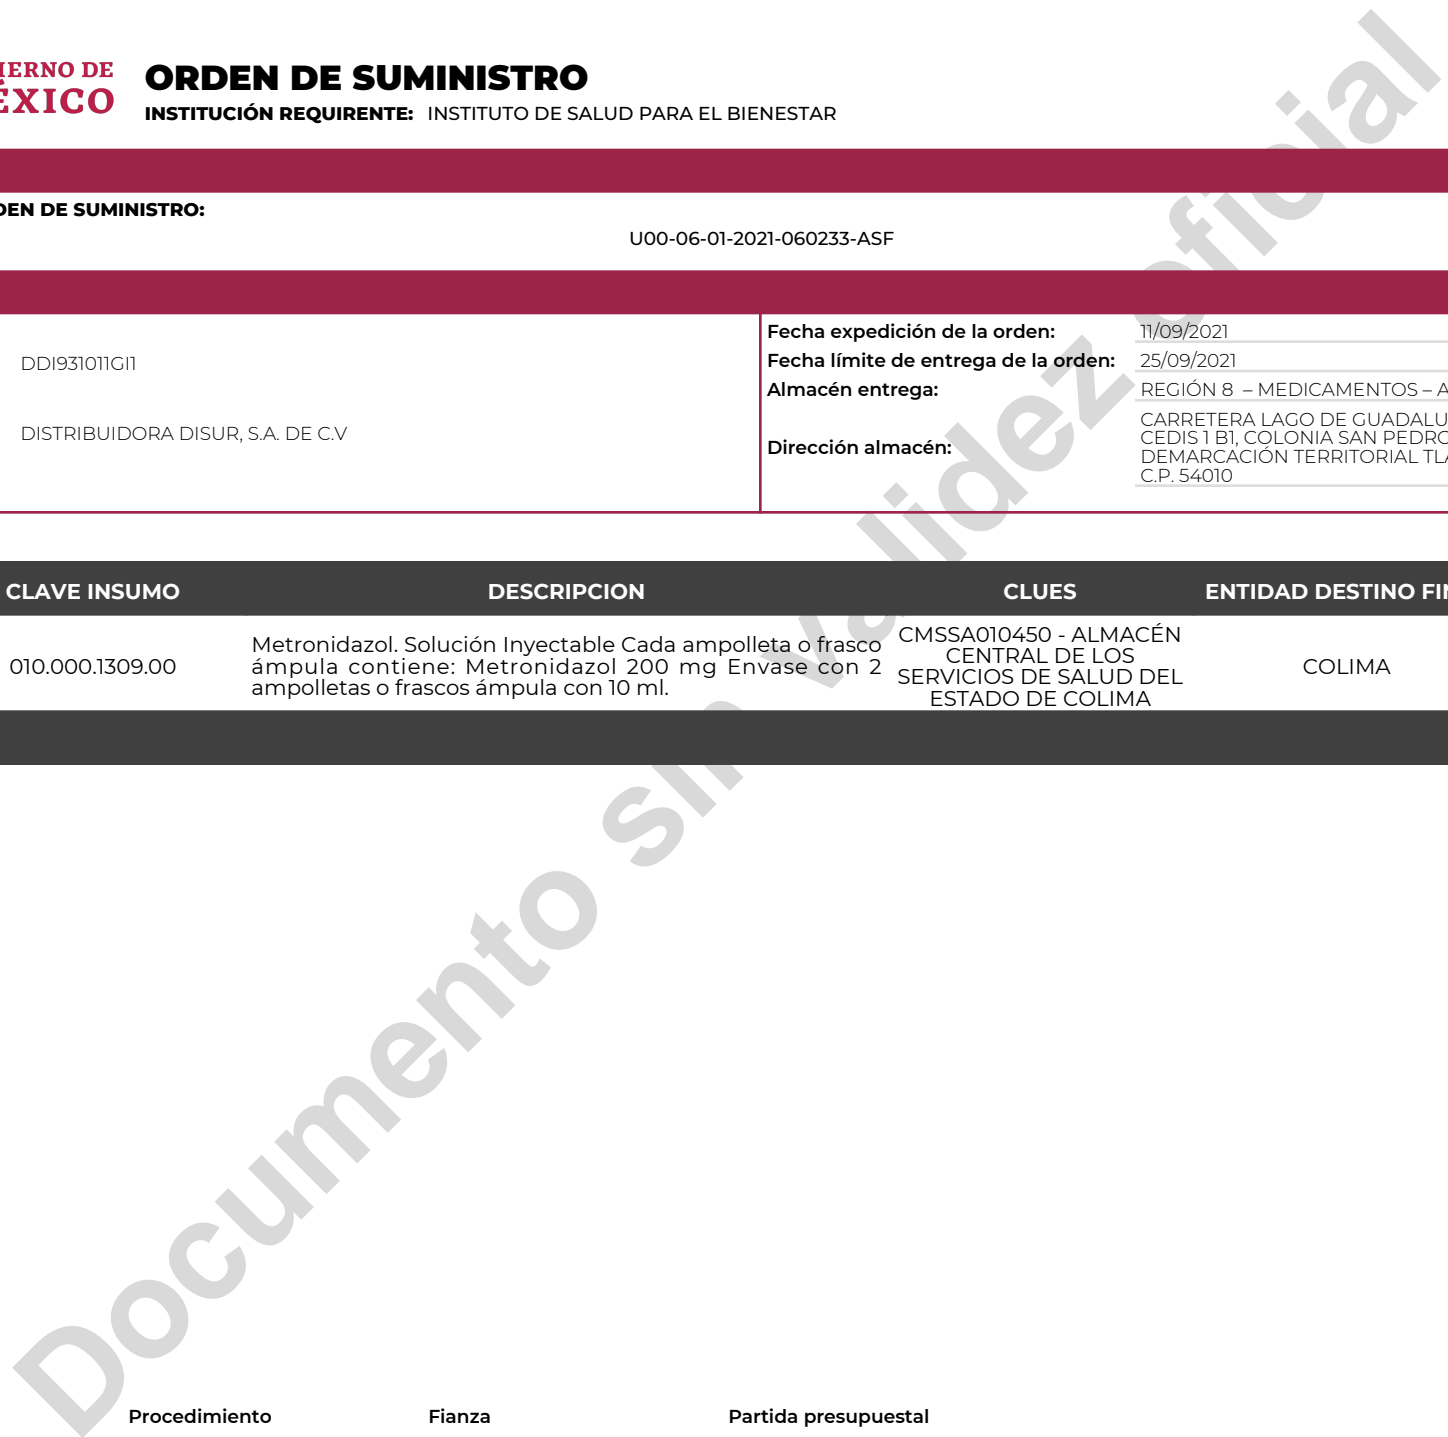 IERNO DE
ÉXICO
ORDEN DE SUMINISTRO
INSTITUCIÓN REQUIRENTE: INSTITUTO DE SALUD PARA EL BIENESTAR
DEN DE SUMINISTRO:
U00-06-01-2021-060233-ASF
DDI931011GI1
DISTRIBUIDORA DISUR, S.A. DE C.V
Fecha expedición de la orden: 11/09/2021
Fecha límite de entrega de la orden: 25/09/2021
Almacén entrega: REGIÓN 8 – MEDICAMENTOS – A
Dirección almacén:
CARRETERA LAGO DE GUADALU
CEDIS 1 B1, COLONIA SAN PEDRO
DEMARCACIÓN TERRITORIAL TLA
C.P. 54010
CLAVE INSUMO DESCRIPCION CLUES ENTIDAD DESTINO FIN
010.000.1309.00
Metronidazol. Solución Inyectable Cada ampolleta o frasco
ámpula contiene: Metronidazol 200 mg Envase con 2
ampolletas o frascos ámpula con 10 ml.
CMSSA010450 - ALMACÉN
CENTRAL DE LOS
SERVICIOS DE SALUD DEL
ESTADO DE COLIMA
COLIMA
Documento sin validez oficial
Procedimiento Fianza Partida presupuestal